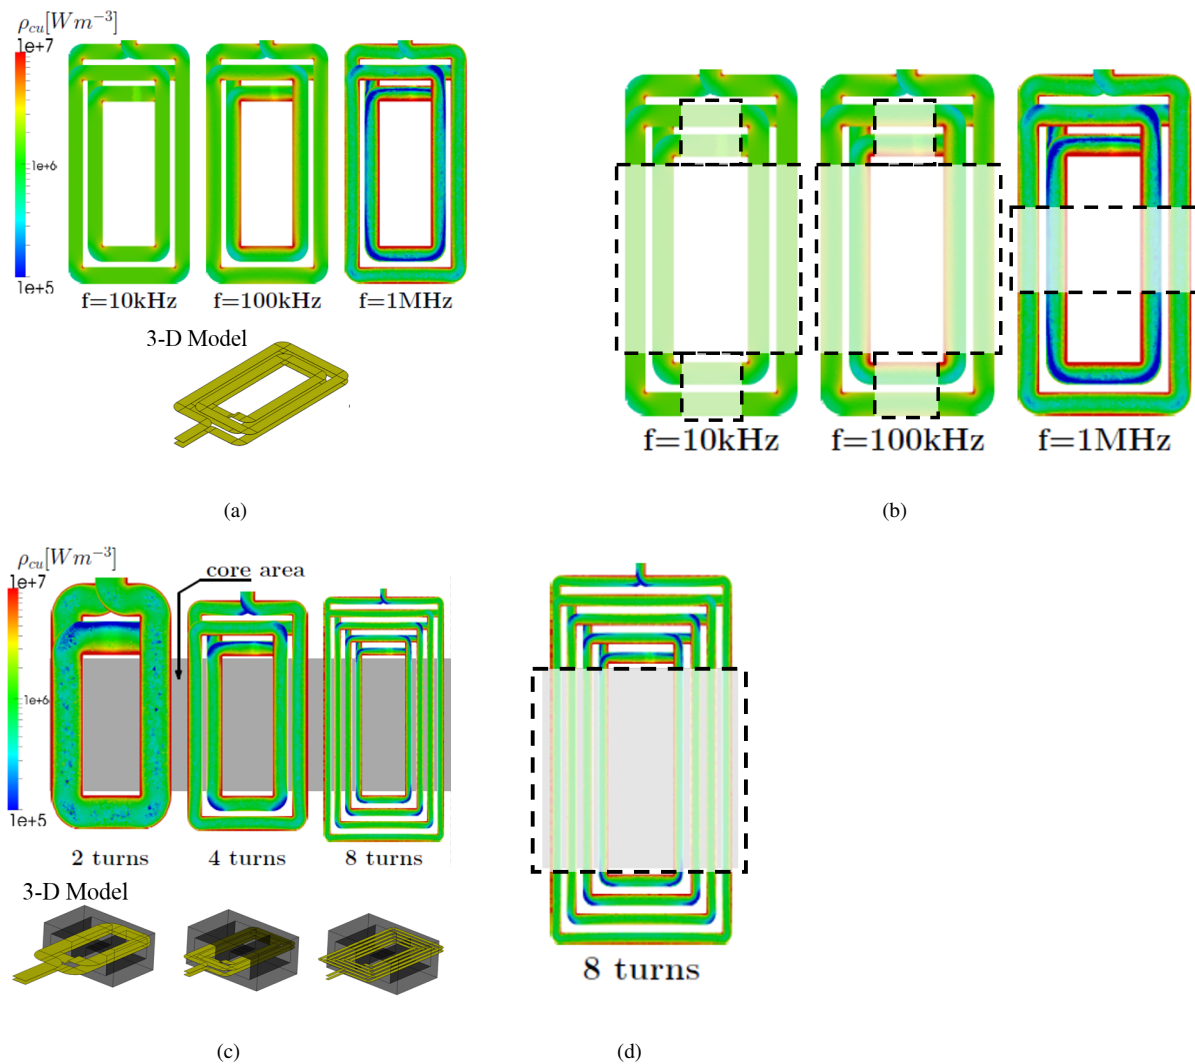 ρcu[Wm⁻³]
1e+7
1e+6
1e+5
f=10kHz f=100kHz f=1MHz
3-D Model
(a)
f=10kHz f=100kHz f=1MHz
(b)
ρcu[Wm⁻³]
1e+7
core area
1e+6
1e+5
2 turns 4 turns 8 turns
3-D Model
(c)
8 turns
(d)